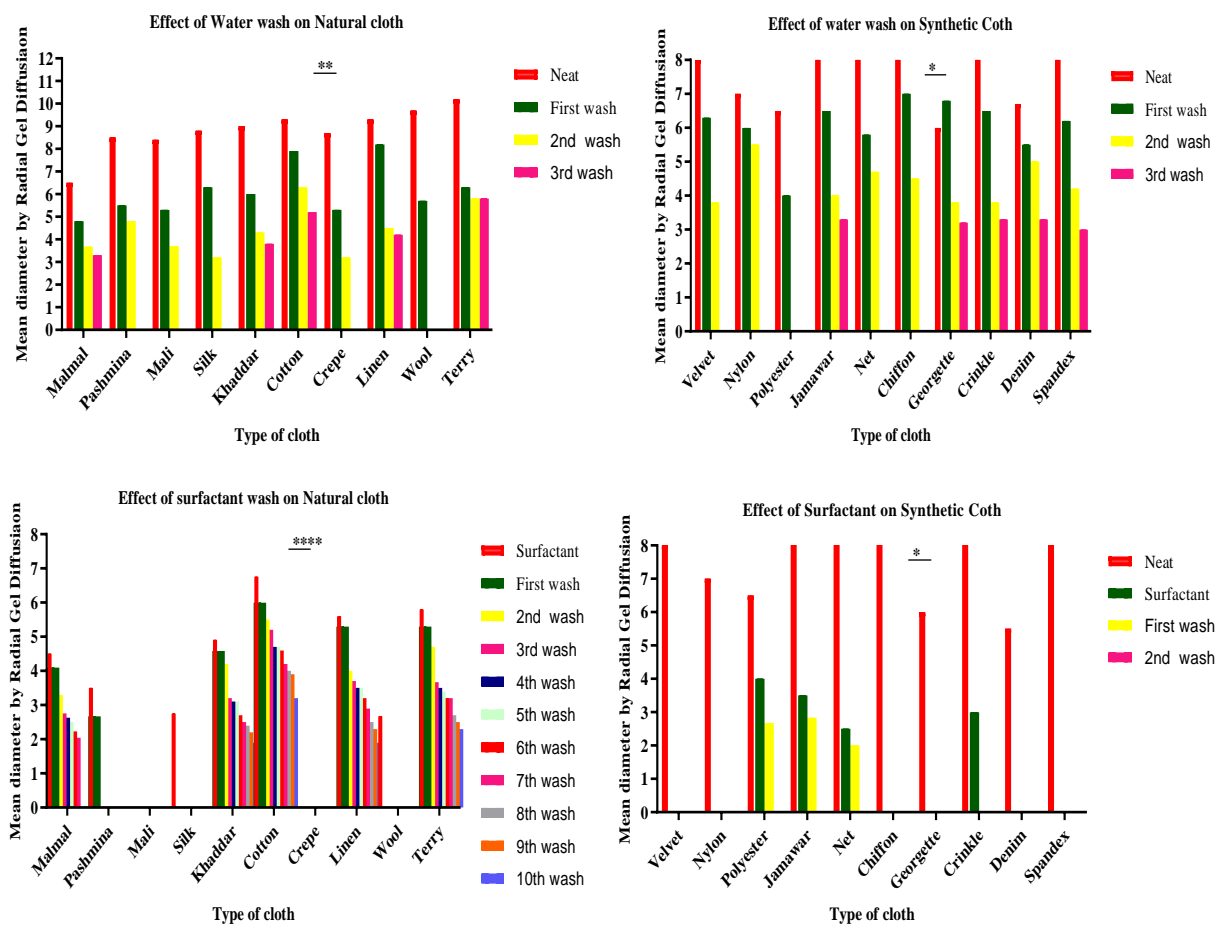 Effect of Water wash on Natural cloth
Mean diameter by Radial Gel Diffusiaon
12
11
10
9
8
7
6
5
4
3
2
1
0
**
Neat
First wash
2nd wash
3rd wash
Malmal
Pashmina
Mali
Silk
Khaddar
Cotton
Crepe
Linen
Wool
Terry
Type of cloth
Effect of water wash on Synthetic Coth
Mean diameter by Radial Gel Diffusiaon
8
7
6
5
4
3
2
1
0
*
Neat
First wash
2nd wash
3rd wash
Velvet
Nylon
Polyester
Jamawar
Net
Chiffon
Georgette
Crinkle
Denim
Spandex
Type of cloth
Effect of surfactant wash on Natural cloth
Mean diameter by Radial Gel Diffusiaon
8
7
6
5
4
3
2
1
0
****
Surfactant
First wash
2nd wash
3rd wash
4th wash
5th wash
6th wash
7th wash
8th wash
9th wash
10th wash
Malmal
Pashmina
Mali
Silk
Khaddar
Cotton
Crepe
Linen
Wool
Terry
Type of cloth
Effect of Surfactant on Synthetic Coth
Mean diameter by Radial Gel Diffusiaon
8
7
6
5
4
3
2
1
0
*
Neat
Surfactant
First wash
2nd wash
Velvet
Nylon
Polyester
Jamawar
Net
Chiffon
Georgette
Crinkle
Denim
Spandex
Type of cloth